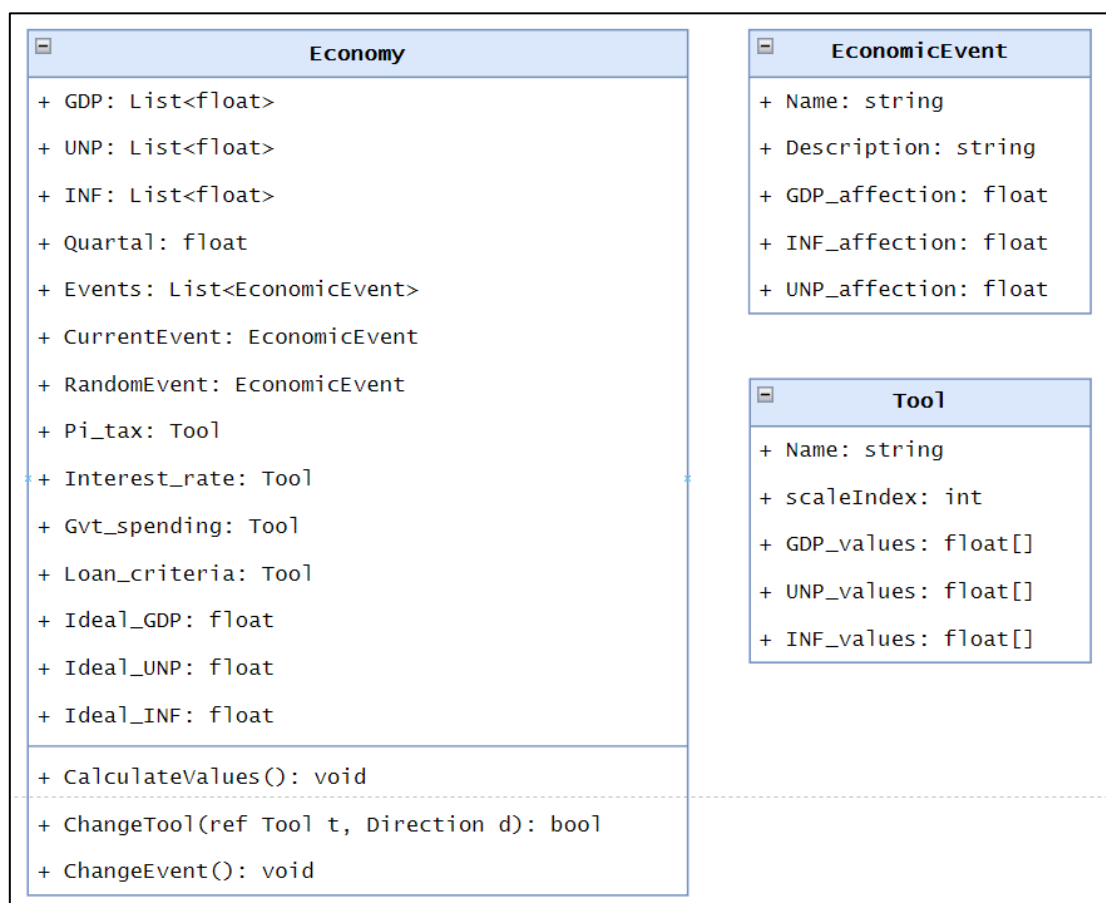 Economy
+ GDP: List<float>
+ UNP: List<float>
+ INF: List<float>
+ Quartal: float
+ Events: List<EconomicEvent>
+ CurrentEvent: EconomicEvent
+ RandomEvent: EconomicEvent
+ Pi_tax: Tool
+ Interest_rate: Tool
+ Gvt_spending: Tool
+ Loan_criteria: Tool
+ Ideal_GDP: float
+ Ideal_UNP: float
+ Ideal_INF: float
+ CalculateValues(): void
+ ChangeTool(ref Tool t, Direction d): bool
+ ChangeEvent(): void
EconomicEvent
+ Name: string
+ Description: string
+ GDP_affection: float
+ INF_affection: float
+ UNP_affection: float
Tool
+ Name: string
+ scaleIndex: int
+ GDP_values: float[]
+ UNP_values: float[]
+ INF_values: float[]